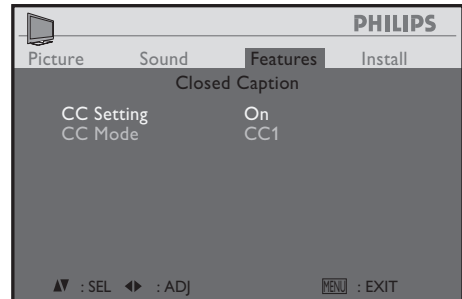 PHILIPS
Picture Sound Features Install
Closed Caption
CC Setting On
CC Mode CC1
: SEL : ADJ MENU : EXIT